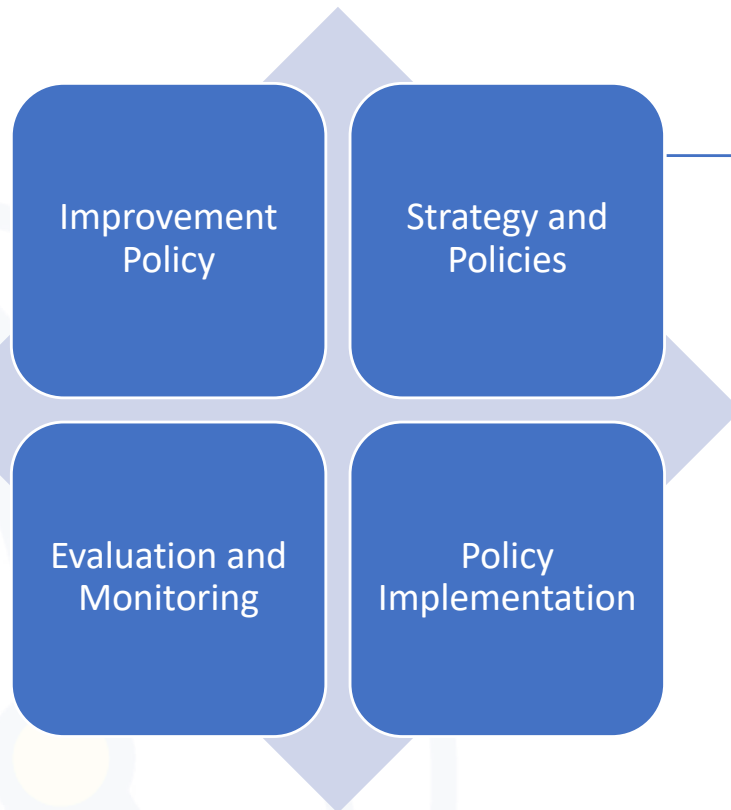 Improvement
Policy
Strategy and
Policies
Evaluation and
Monitoring
Policy
Implementation